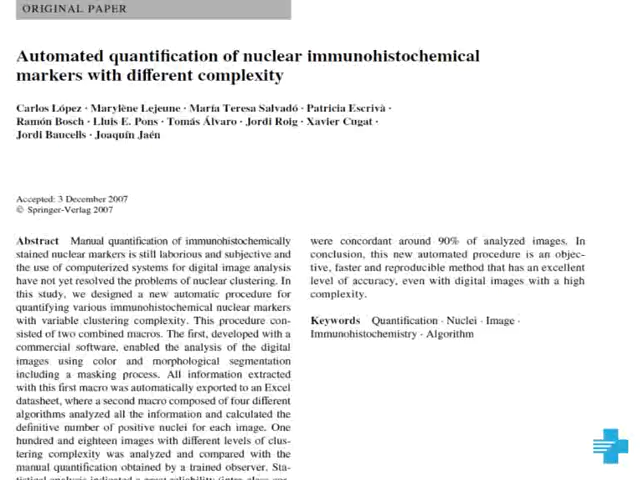 ORIGINAL PAPER
Automated quantification of nuclear immunohistochemical
markers with different complexity
Carlos López · Marylène Lejeune · María Teresa Salvadó · Patricia Escrivà ·
Ramón Bosch · Lluis E. Pons · Tomás Álvaro · Jordi Roig · Xavier Cugat ·
Jordi Baucells · Joaquín Jaén
Accepted: 3 December 2007
© Springer-Verlag 2007
Abstract Manual quantification of immunohistochemically
stained nuclear markers is still laborious and subjective and
the use of computerized systems for digital image analysis
have not yet resolved the problems of nuclear clustering. In
this study, we designed a new automatic procedure for
quantifying various immunohistochemical nuclear markers
with variable clustering complexity. This procedure con-
sisted of two combined macros. The first, developed with a
commercial software, enabled the analysis of the digital
images using color and morphological segmentation
including a masking process. All information extracted
with this first macro was automatically exported to an Excel
datasheet, where a second macro composed of four different
algorithms analyzed all the information and calculated the
definitive number of positive nuclei for each image. One
hundred and eighteen images with different levels of clus-
tering complexity was analyzed and compared with the
manual quantification obtained by a trained observer. Sta-
were concordant around 90% of analyzed images. In
conclusion, this new automated procedure is an objec-
tive, faster and reproducible method that has an excellent
level of accuracy, even with digital images with a high
complexity.
Keywords Quantification · Nuclei · Image ·
Immunohistochemistry · Algorithm